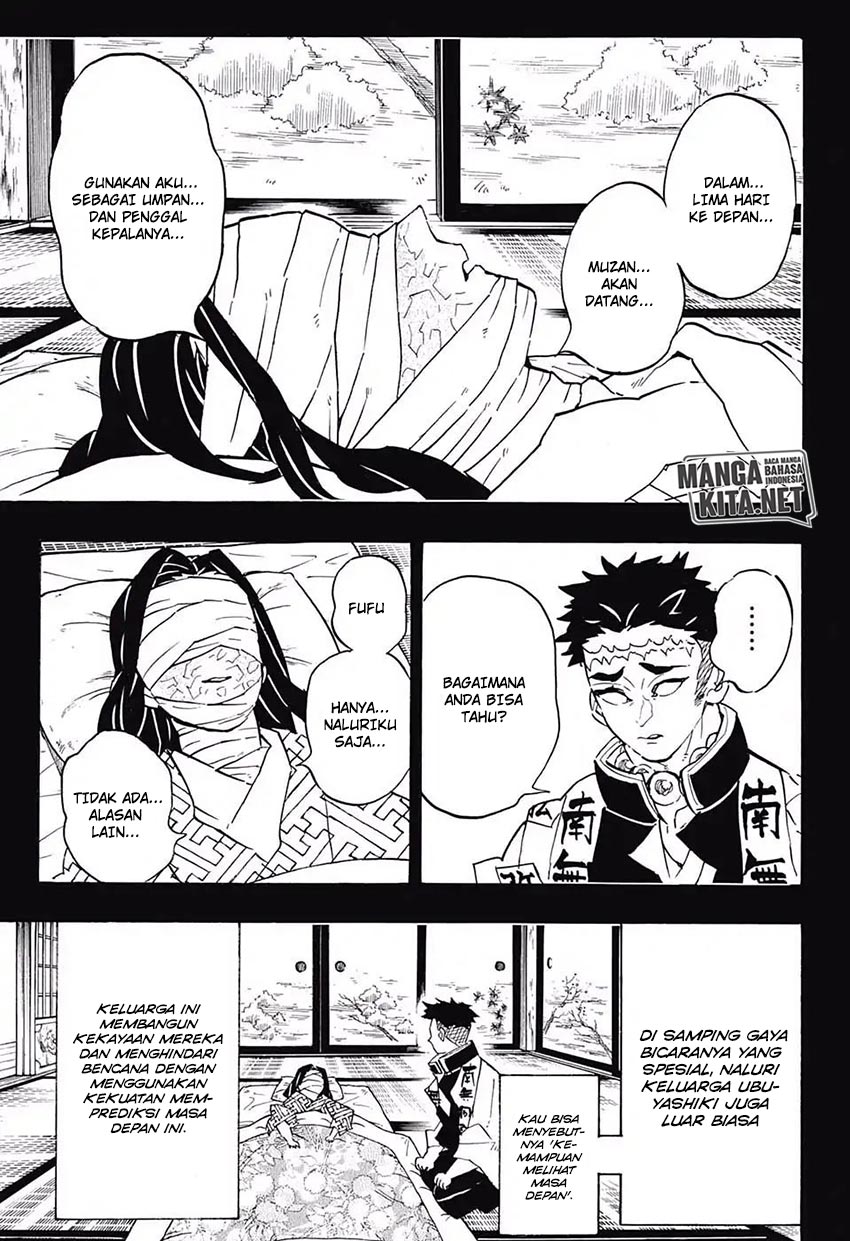 DALAM...
LIMA HARI
KE DEPAN...
MUZAN...
AKAN
DATANG...
GUNAKAN AKU...
SEBAGAI UMPAN...
DAN PENGGAL
KEPALANYA...
MANGA
KITA.NET
BACA MANGA
BAHASA
INDONESIA
........
BAGAIMANA
ANDA BISA
TAHU?
南
無
南
無
FUFU
HANYA...
NALURIKU
SAJA...
TIDAK ADA...
ALASAN
LAIN...
DI SAMPING GAYA
BICARANYA YANG
SPESIAL, NALURI
KELUARGA UBU-
YASHIKI JUGA
LUAR BIASA
KAU BISA
MENYEBUT-
NYA 'KE-
MAMPUAN
MELIHAT
MASA
DEPAN'.
南
無
KELUARGA INI
MEMBANGUN
KEKAYAAN MEREKA
DAN MENGHINDARI
BENCANA DENGAN
MENGGUNAKAN
KEKUATAN MEM-
PREDIKSI MASA
DEPAN INI.